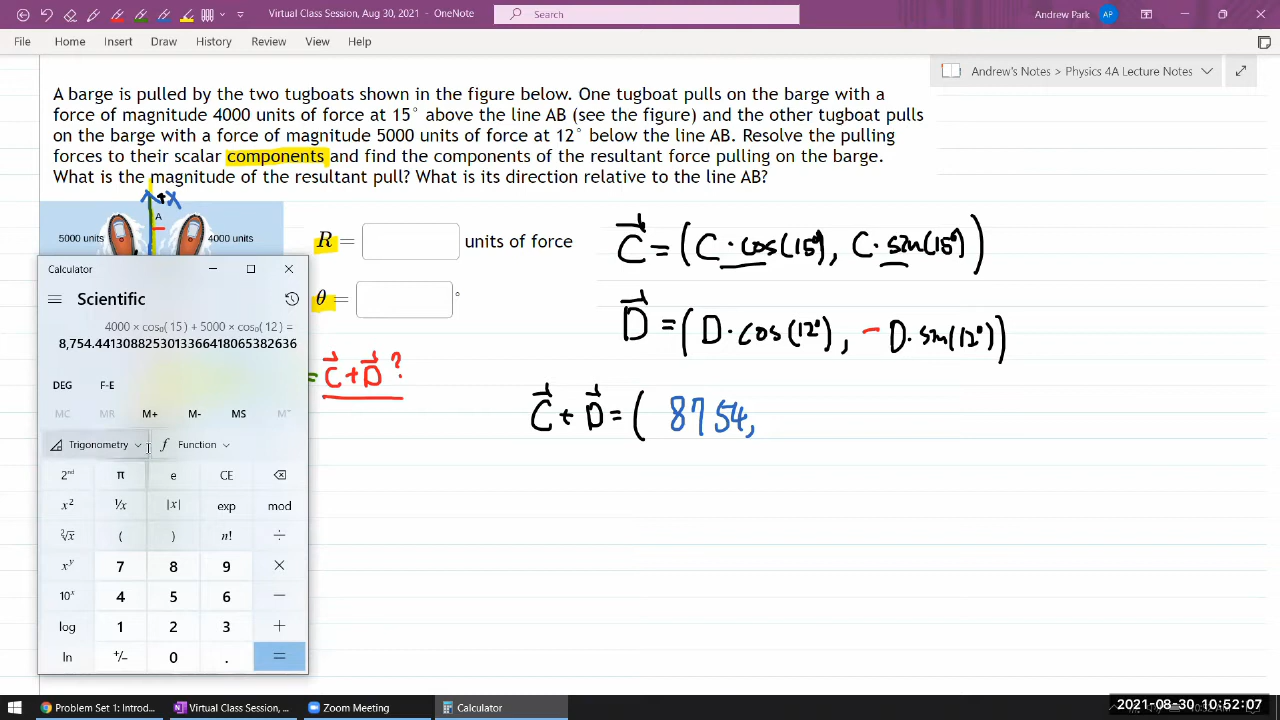 Virtual Class Session, Aug 30, 2021 - OneNote
Search
Andrew Park
AP
File Home Insert Draw History Review View Help
Andrew's Notes > Physics 4A Lecture Notes
A barge is pulled by the two tugboats shown in the figure below. One tugboat pulls on the barge with a
force of magnitude 4000 units of force at 15° above the line AB (see the figure) and the other tugboat pulls
on the barge with a force of magnitude 5000 units of force at 12° below the line AB. Resolve the pulling
forces to their scalar components and find the components of the resultant force pulling on the barge.
What is the magnitude of the resultant pull? What is its direction relative to the line AB?
+x
A
5000 units
4000 units
R = units of force
θ = °
= C⃗ + D⃗ ?
C⃗ = (C · cos(15°), C · sin(15°))
D⃗ = (D · cos(12°), - D · sin(12°))
C⃗ + D⃗ = ( 8754,
Calculator
Scientific
4000 × cos₀( 15 ) + 5000 × cos₀( 12 ) =
8,754.4413088253013366418065382636
DEG F-E
MC MR M+ M- MS M˅
Trigonometry Function
2ⁿᵈ π e CE
x² ¹/x |x| exp mod
²√x ( ) n! ÷
xʸ 7 8 9 ×
10ˣ 4 5 6 −
log 1 2 3 +
ln +/− 0 . =
Problem Set 1: Introd...
Virtual Class Session,...
Zoom Meeting
Calculator
2021-08-30 10:52:07